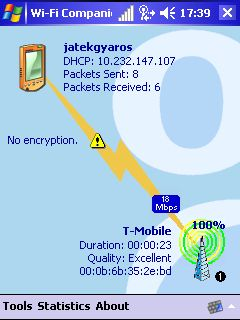 Wi-Fi Compani 17:39
jatekgyaros
DHCP: 10.232.147.107
Packets Sent: 8
Packets Received: 6
No encryption.
18
Mbps
T-Mobile
100%
Duration: 00:00:23
Quality: Excellent
00:0b:6b:35:2e:bd
1
Tools Statistics About